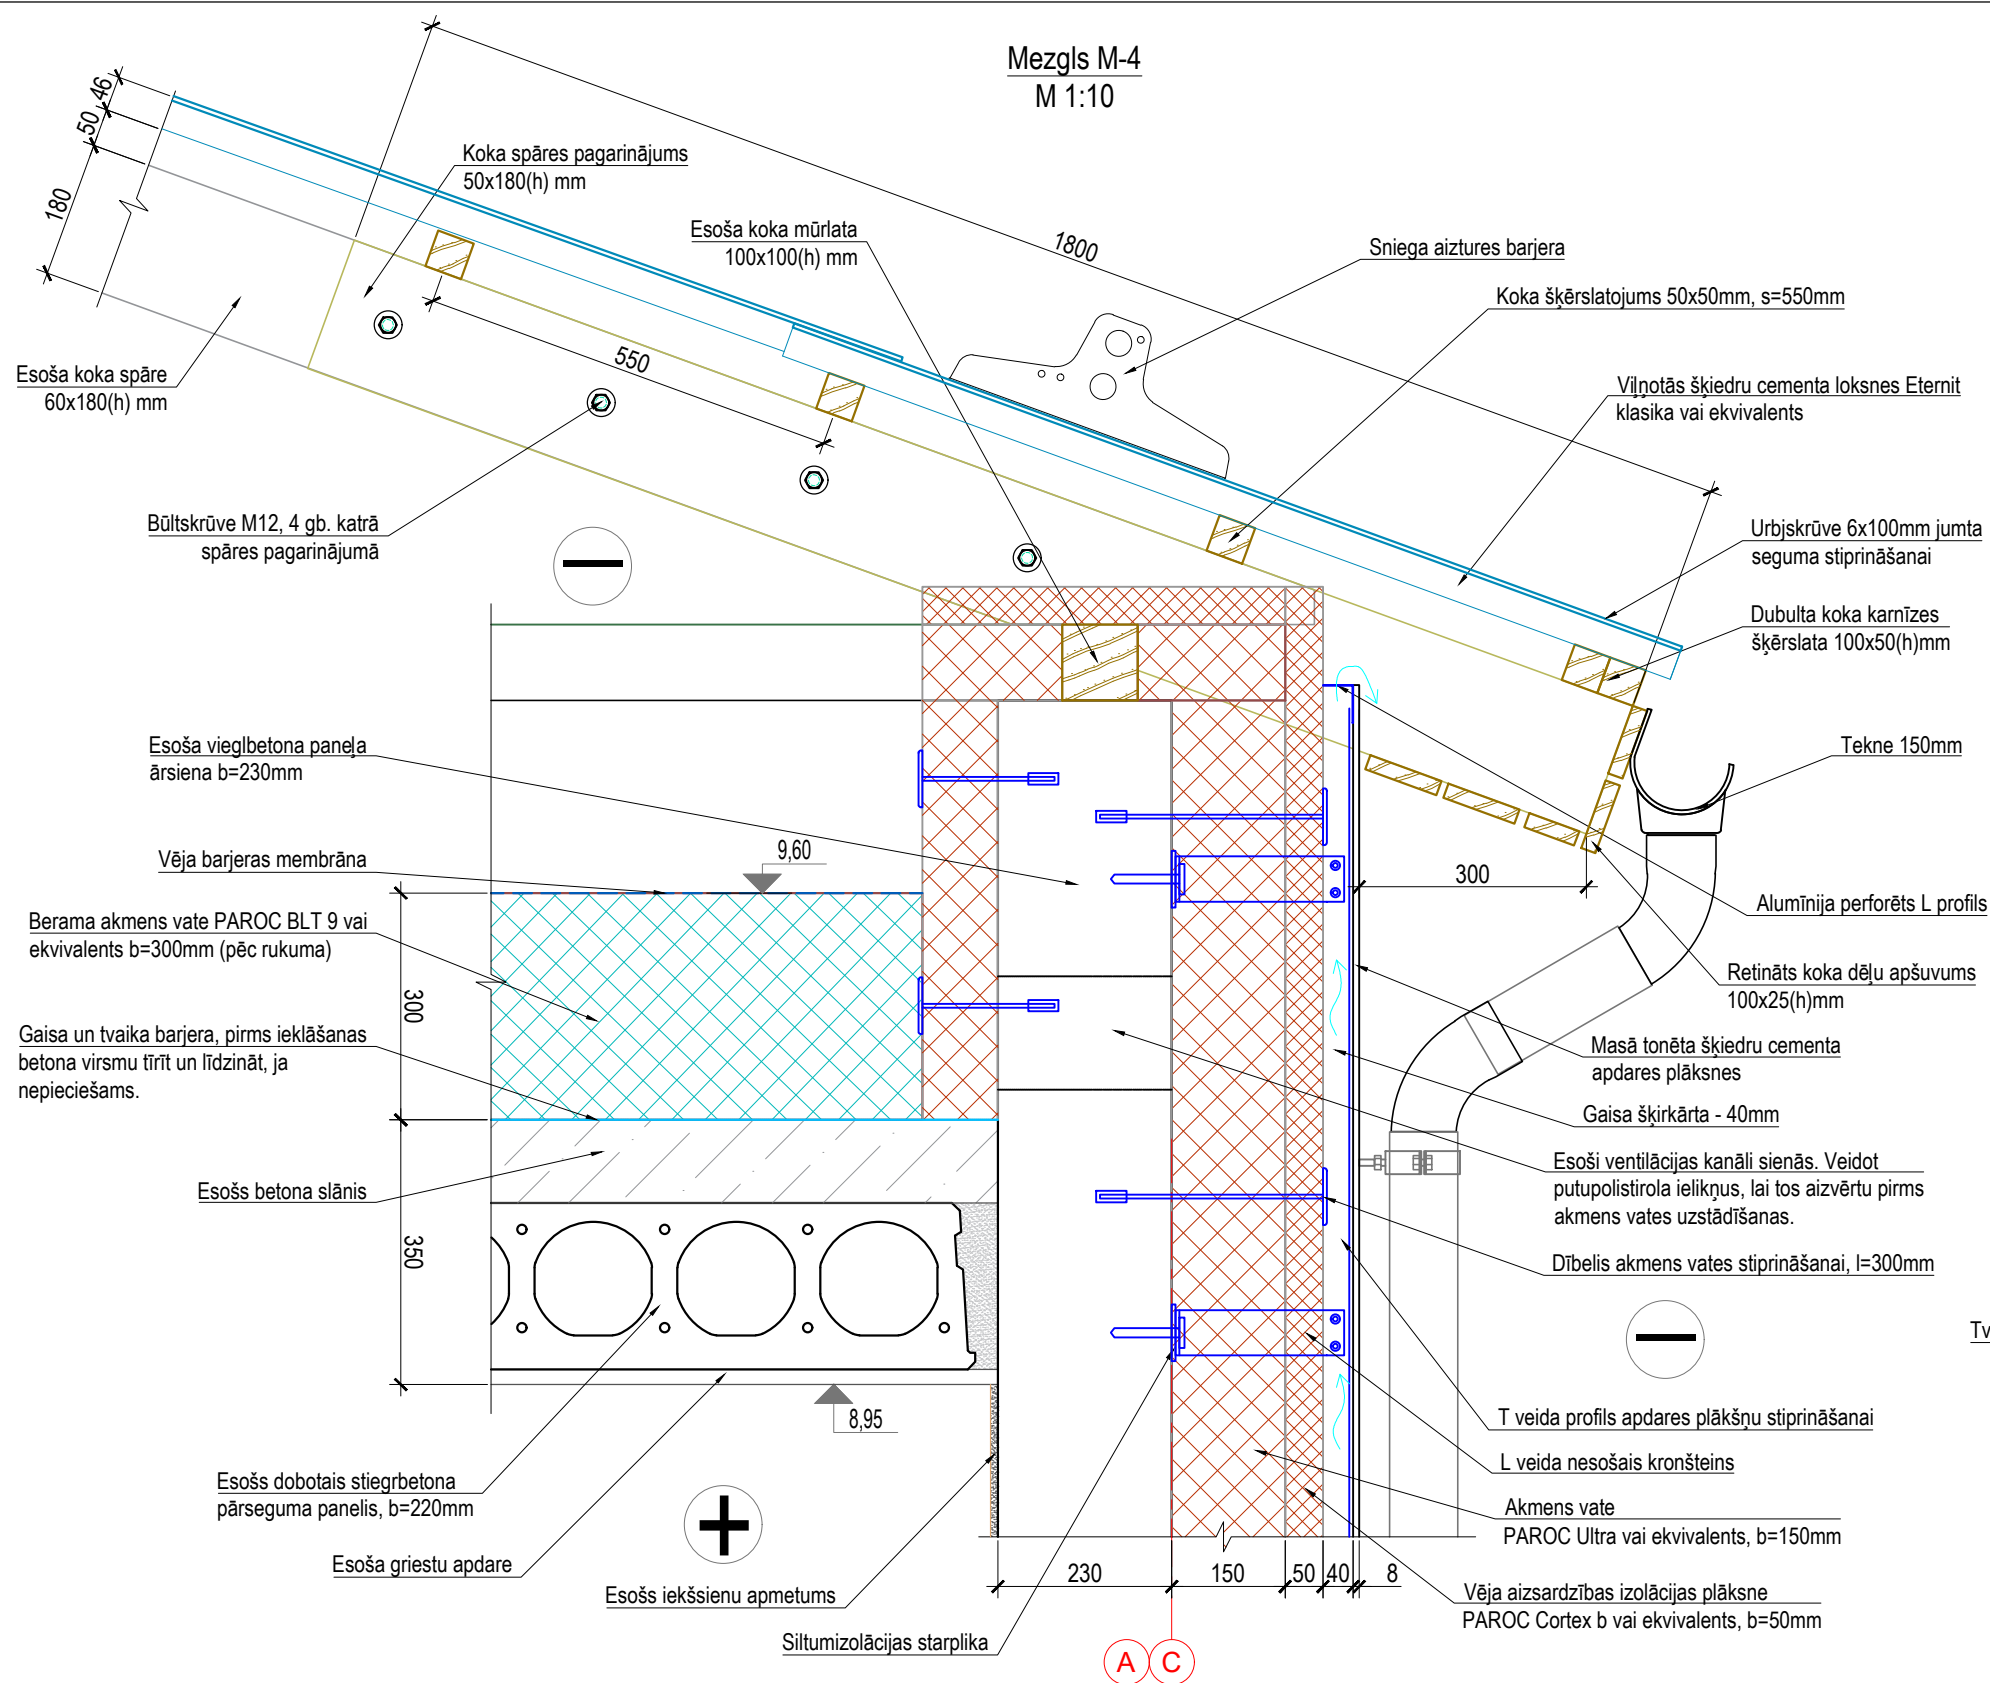 Mezgls M-4
M 1:10
46
50
180
Koka spāres pagarinājums
50x180(h) mm
Esoša koka mūrlata
100x100(h) mm
1800
Sniega aiztures barjera
Koka šķērslatojums 50x50mm, s=550mm
550
Esoša koka spāre
60x180(h) mm
Viļņotās šķiedru cementa loksnes Eternit
klasika vai ekvivalents
Būltskrūve M12, 4 gb. katrā
spāres pagarinājumā
Urbjskrūve 6x100mm jumta
seguma stiprināšanai
Dubulta koka karnīzes
šķērslata 100x50(h)mm
Esoša vieglbetona paneļa
ārsiena b=230mm
Tekne 150mm
Vēja barjeras membrāna
9,60
300
Alumīnija perforēts L profils
Berama akmens vate PAROC BLT 9 vai
ekvivalents b=300mm (pēc rukuma)
300
Retināts koka dēļu apšuvums
100x25(h)mm
Gaisa un tvaika barjera, pirms ieklāšanas
betona virsmu tīrīt un līdzināt, ja
nepieciešams.
Masā tonēta šķiedru cementa
apdares plāksnes
Gaisa šķirkārta - 40mm
Esošs betona slānis
Esoši ventilācijas kanāli sienās. Veidot
putupolistirola ielikņus, lai tos aizvērtu pirms
akmens vates uzstādīšanas.
350
Dībelis akmens vates stiprināšanai, l=300mm
Tv
8,95
T veida profils apdares plākšņu stiprināšanai
L veida nesošais kronšteins
Esošs dobotais stiegrbetona
pārseguma panelis, b=220mm
Akmens vate
PAROC Ultra vai ekvivalents, b=150mm
Esoša griestu apdare
230
150
50
40
8
Esošs iekšsienu apmetums
Vēja aizsardzības izolācijas plāksne
PAROC Cortex b vai ekvivalents, b=50mm
Siltumizolācijas starplika
A
C